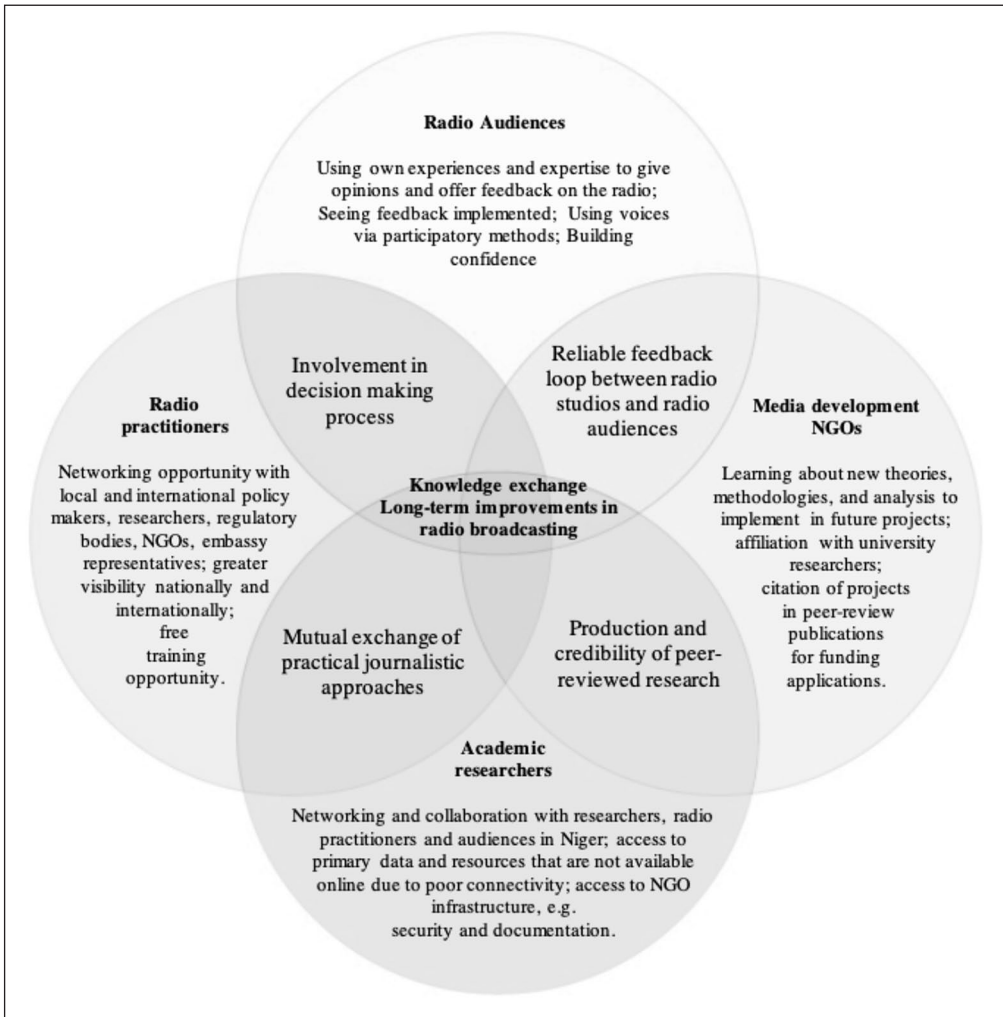 Radio Audiences
Using own experiences and expertise to give
opinions and offer feedback on the radio;
Seeing feedback implemented; Using voices
via participatory methods; Building
confidence
Involvement in
decision making
process
Reliable feedback
loop between radio
studios and radio
audiences
Radio
practitioners
Networking opportunity with
local and international policy
makers, researchers, regulatory
bodies, NGOs, embassy
representatives; greater
visibility nationally and
internationally;
free
training
opportunity.
Media development
NGOs
Learning about new theories,
methodologies, and analysis to
implement in future projects;
affiliation with university
researchers;
citation of projects
in peer-review
publications
for funding
applications.
Knowledge exchange
Long-term improvements in
radio broadcasting
Mutual exchange of
practical journalistic
approaches
Production and
credibility of peer-
reviewed research
Academic
researchers
Networking and collaboration with researchers, radio
practitioners and audiences in Niger; access to
primary data and resources that are not available
online due to poor connectivity; access to NGO
infrastructure, e.g.
security and documentation.